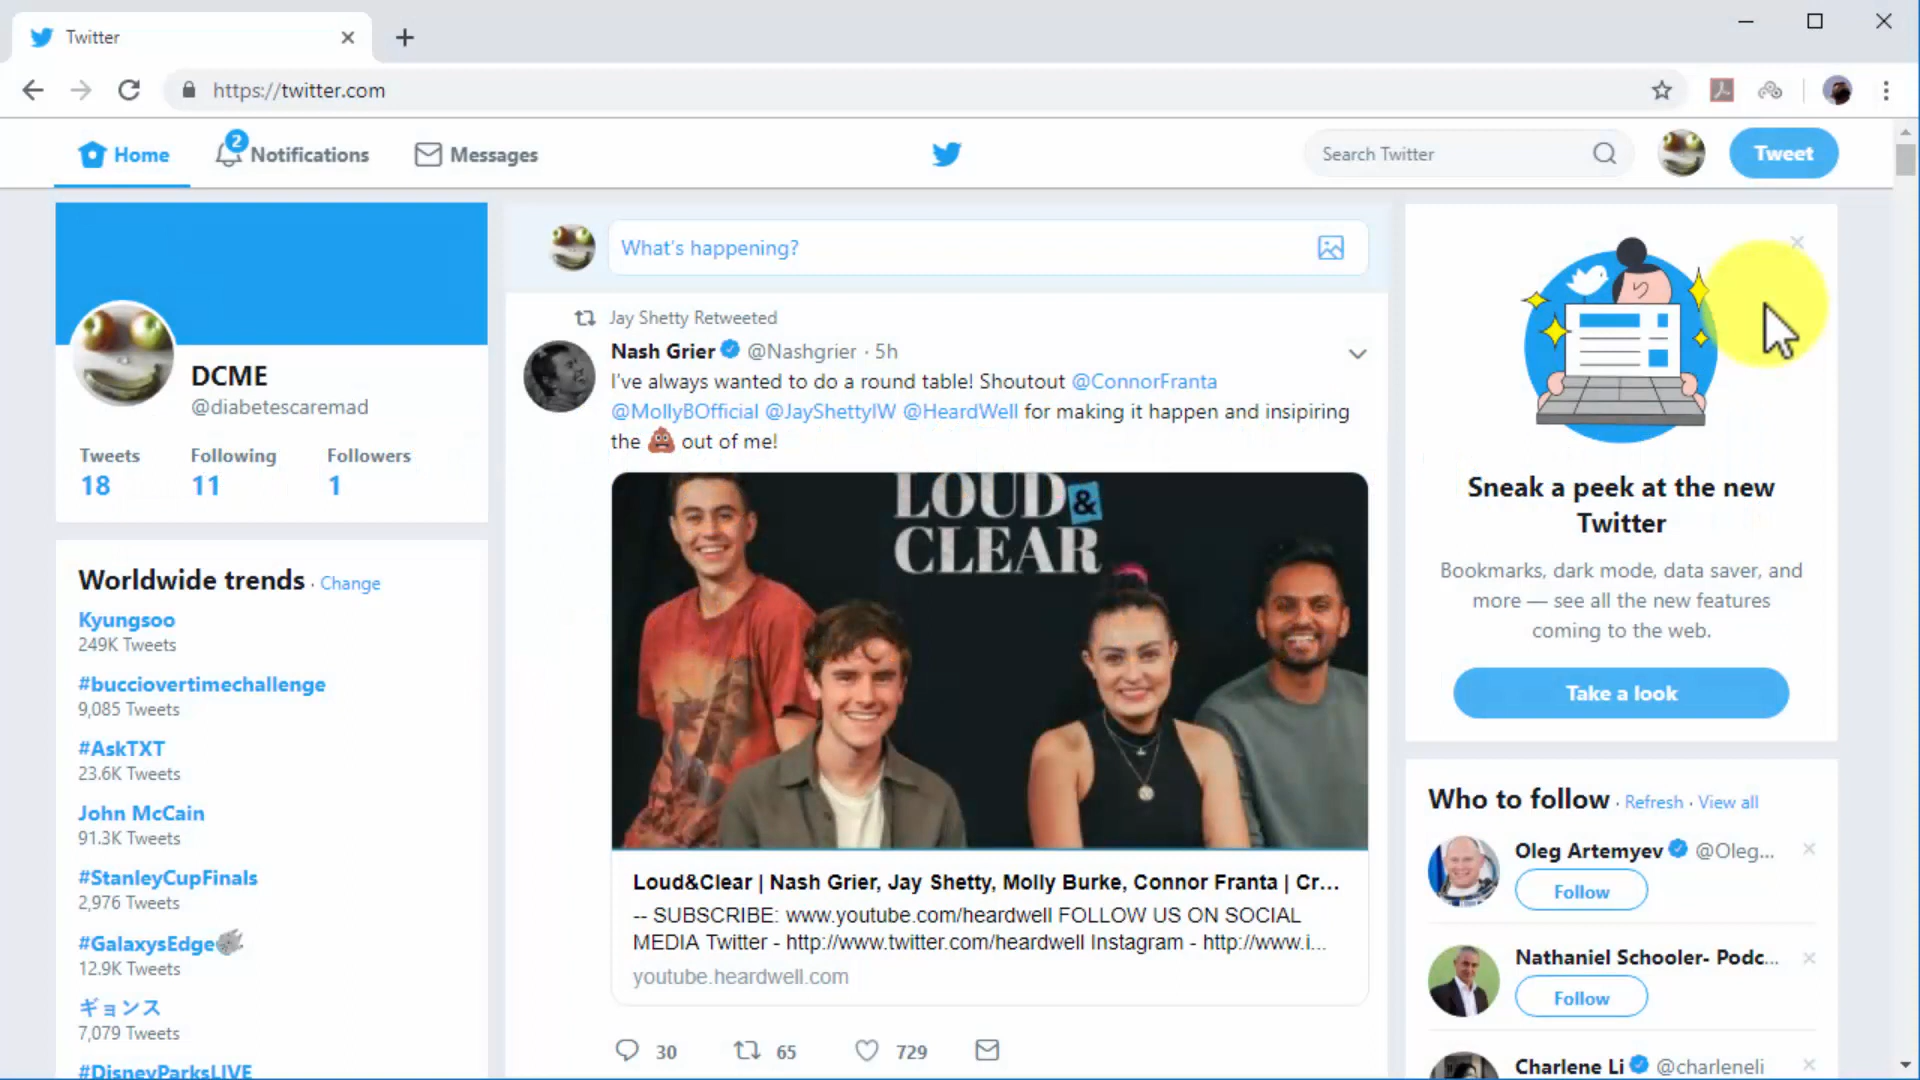 Twitter
https://twitter.com
Home
2
Notifications
Messages
Search Twitter
Tweet
DCME
@diabetescaremad
Tweets Following Followers
18 11 1
Worldwide trends · Change
Kyungsoo
249K Tweets
#bucciovertimechallenge
9,085 Tweets
#AskTXT
23.6K Tweets
John McCain
91.3K Tweets
#StanleyCupFinals
2,976 Tweets
#GalaxysEdge
12.9K Tweets
ギョンス
7,079 Tweets
#DisneyParksLIVE
What's happening?
Jay Shetty Retweeted
Nash Grier @Nashgrier · 5h
I've always wanted to do a round table! Shoutout @ConnorFranta
@MollyBOfficial @JayShettyIW @HeardWell for making it happen and insipiring
the 💩 out of me!
LOUD &
CLEAR
Loud&Clear | Nash Grier, Jay Shetty, Molly Burke, Connor Franta | Cr...
-- SUBSCRIBE: www.youtube.com/heardwell FOLLOW US ON SOCIAL
MEDIA Twitter - http://www.twitter.com/heardwell Instagram - http://www.i...
youtube.heardwell.com
30 65 729
Sneak a peek at the new
Twitter
Bookmarks, dark mode, data saver, and
more — see all the new features
coming to the web.
Take a look
Who to follow · Refresh · View all
Oleg Artemyev @Oleg...
Follow
Nathaniel Schooler- Podc...
Follow
Charlene Li @charleneli